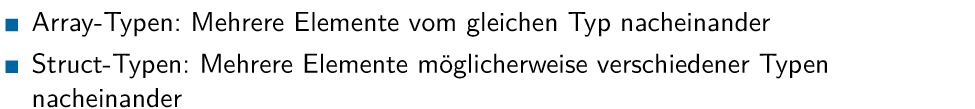 Array-Typen: Mehrere Elemente vom gleichen Typ nacheinander
Struct-Typen: Mehrere Elemente möglicherweise verschiedener Typen
nacheinander